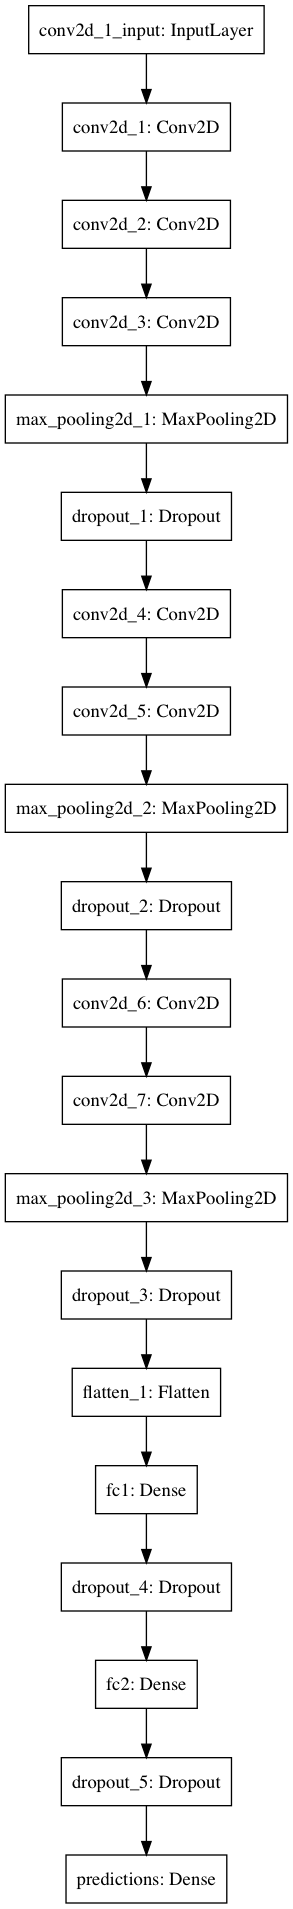 conv2d_1_input: InputLayer
conv2d_1: Conv2D
conv2d_2: Conv2D
conv2d_3: Conv2D
max_pooling2d_1: MaxPooling2D
dropout_1: Dropout
conv2d_4: Conv2D
conv2d_5: Conv2D
max_pooling2d_2: MaxPooling2D
dropout_2: Dropout
conv2d_6: Conv2D
conv2d_7: Conv2D
max_pooling2d_3: MaxPooling2D
dropout_3: Dropout
flatten_1: Flatten
fc1: Dense
dropout_4: Dropout
fc2: Dense
dropout_5: Dropout
predictions: Dense